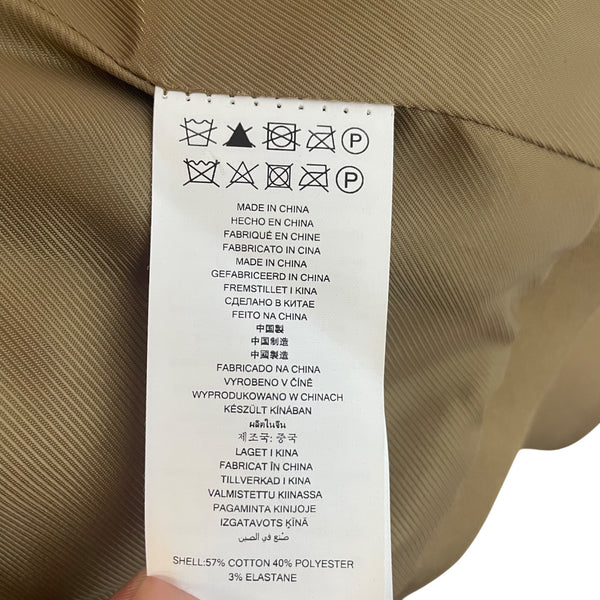 P
P
MADE IN CHINA
HECHO EN CHINA
FABRIQUÉ EN CHINE
FABBRICATO IN CINA
MADE IN CHINA
GEFABRICEERD IN CHINA
FREMSTILLET I KINA
СДЕЛАНО В КИТАЕ
FEITO NA CHINA
中国製
中国制造
中國製造
FABRICADO NA CHINA
VYROBENO V ČÍNĚ
WYPRODUKOWANO W CHINACH
KÉSZÜLT KÍNÁBAN
ผลิตในจีน
제조국: 중국
LAGET I KINA
FABRICAT ÎN CHINA
TILLVERKAD I KINA
VALMISTETTU KIINASSA
PAGAMINTA KINIJOJE
IZGATAVOTS ĶĪNĀ
صُنع في الصين
SHELL:57% COTTON 40% POLYESTER
3% ELASTANE